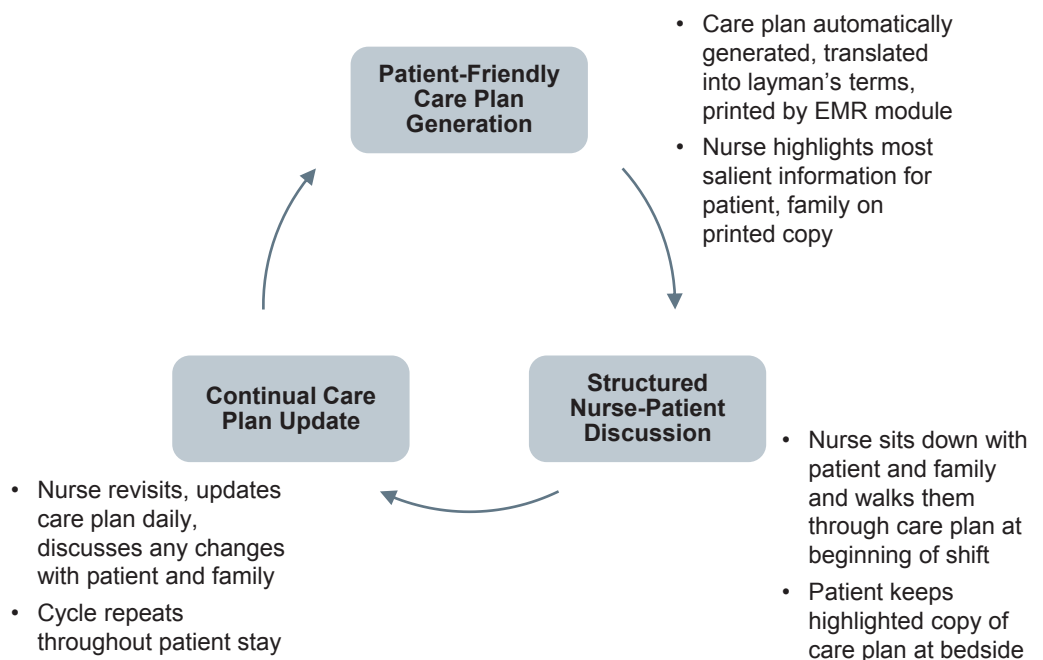 Patient-Friendly
Care Plan
Generation
• Care plan automatically
generated, translated
into layman’s terms,
printed by EMR module
• Nurse highlights most
salient information for
patient, family on
printed copy
Structured
Nurse-Patient
Discussion
• Nurse sits down with
patient and family
and walks them
through care plan at
beginning of shift
• Patient keeps
highlighted copy of
care plan at bedside
Continual Care
Plan Update
• Nurse revisits, updates
care plan daily,
discusses any changes
with patient and family
• Cycle repeats
throughout patient stay